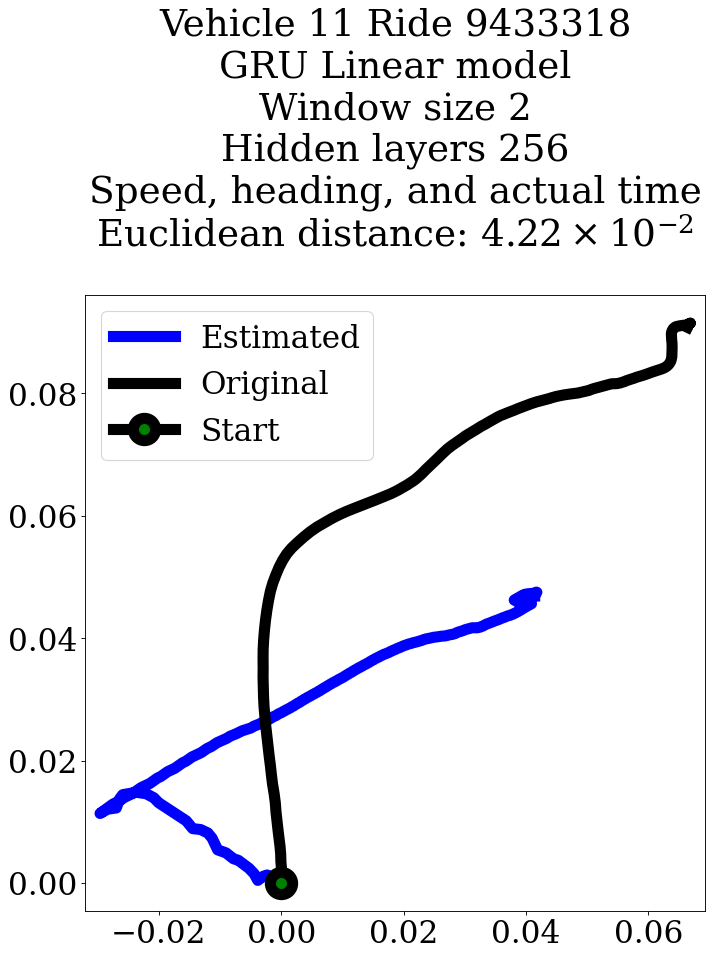 Vehicle 11 Ride 9433318
GRU Linear model
Window size 2
Hidden layers 256
Speed, heading, and actual time
Euclidean distance: 4.22 × 10⁻²
Estimated
Original
Start
0.08
0.06
0.04
0.02
0.00
−0.02 0.00 0.02 0.04 0.06